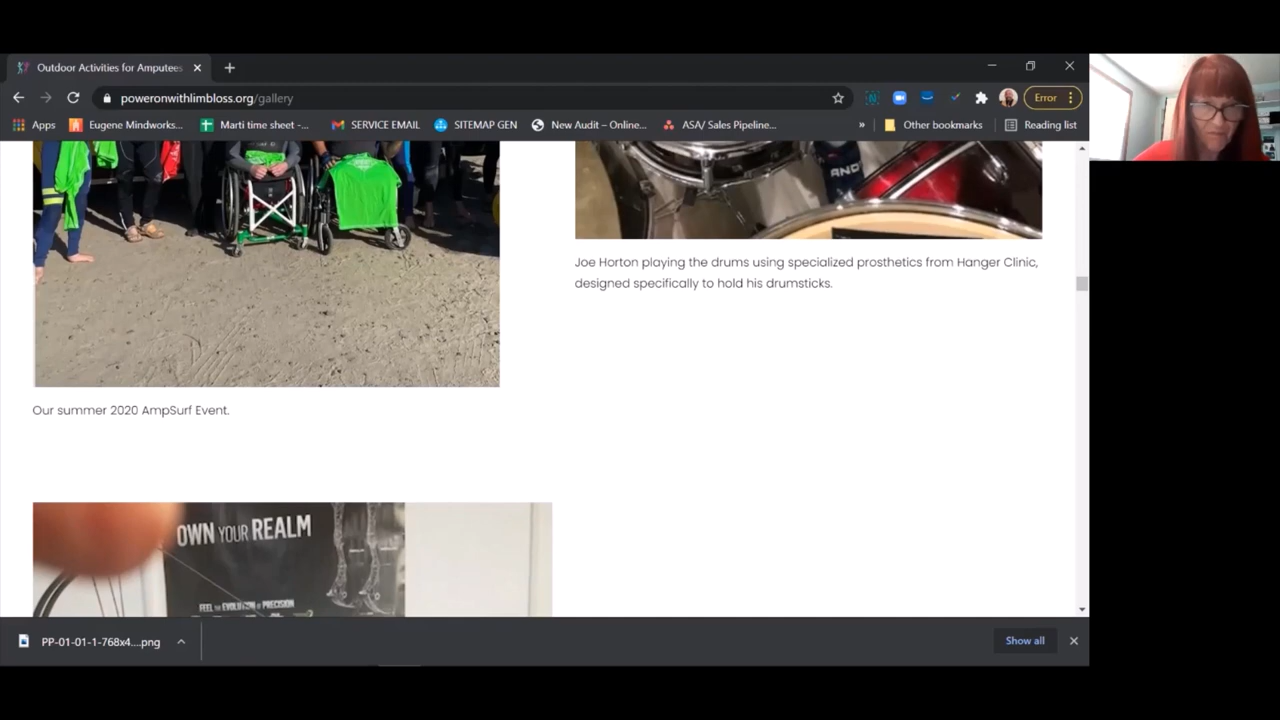 Outdoor Activities for Amputees
poweronwithlimbloss.org/gallery
Error
Apps
Eugene Mindworks...
Marti time sheet -...
SERVICE EMAIL
SITEMAP GEN
New Audit – Online...
ASA/ Sales Pipeline...
»
Other bookmarks
Reading list
AND
Joe Horton playing the drums using specialized prosthetics from Hanger Clinic,
designed specifically to hold his drumsticks.
Our summer 2020 AmpSurf Event.
OWN YOUR REALM
FEEL THE EVOLUTION OF PRECISION
PP-01-01-1-768x4....png
Show all